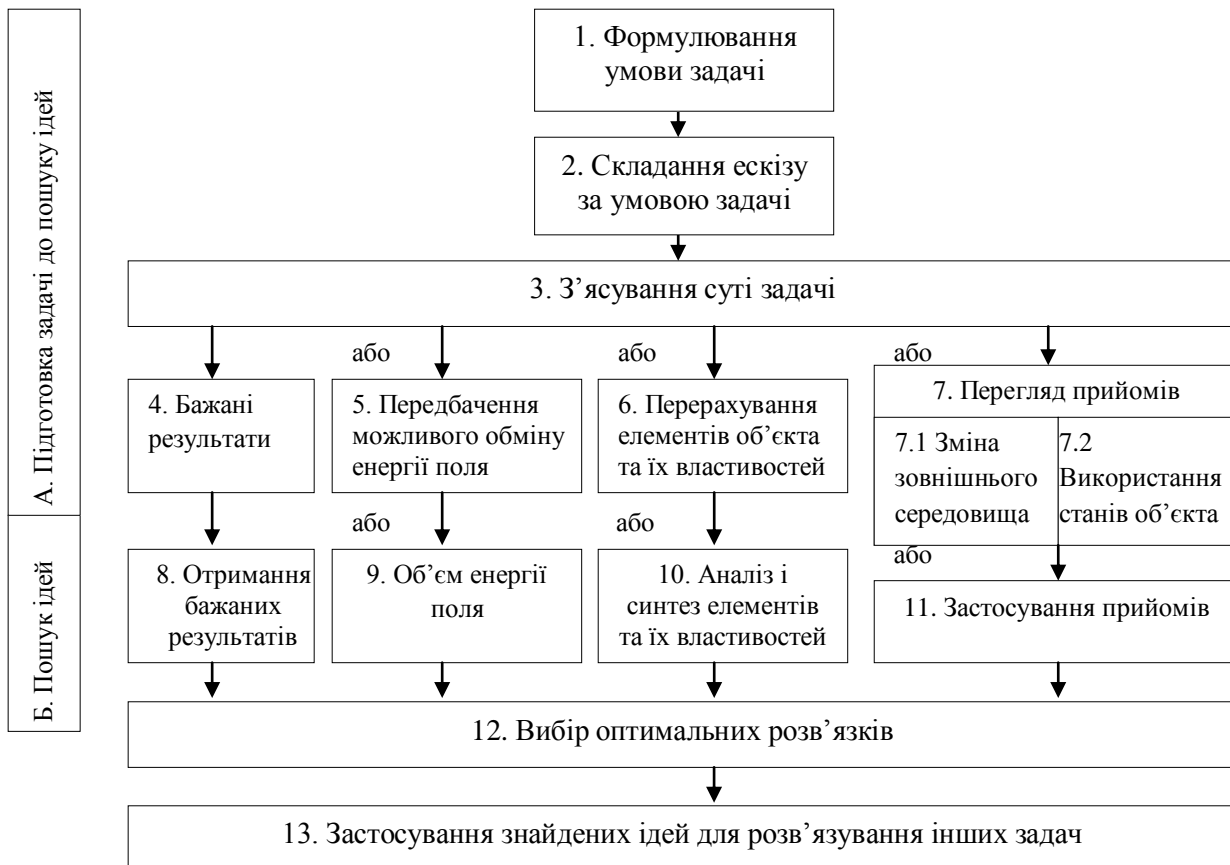 А. Підготовка задачі до пошуку ідей
Б. Пошук ідей
1. Формулювання
умови задачі
2. Складання ескізу
за умовою задачі
3. З’ясування суті задачі
або
або
або
4. Бажані
результати
5. Передбачення
можливого обміну
енергії поля
6. Перерахування
елементів об’єкта
та їх властивостей
7. Перегляд прийомів
7.1 Зміна
зовнішнього
середовища
7.2
Використання
станів об’єкта
або
або
або
8. Отримання
бажаних
результатів
9. Об’єм енергії
поля
10. Аналіз і
синтез елементів
та їх властивостей
11. Застосування прийомів
12. Вибір оптимальних розв’язків
13. Застосування знайдених ідей для розв’язування інших задач